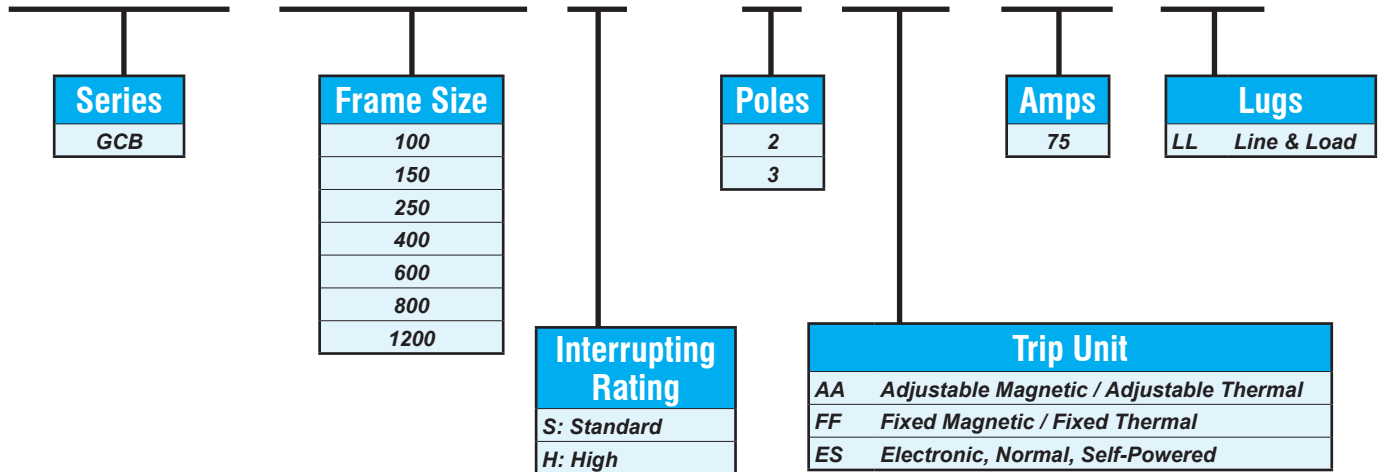 Series
GCB
Frame Size
100
150
250
400
600
800
1200
Interrupting
Rating
S: Standard
H: High
Poles
2
3
Trip Unit
AA Adjustable Magnetic / Adjustable Thermal
FF Fixed Magnetic / Fixed Thermal
ES Electronic, Normal, Self-Powered
Amps
75
Lugs
LL Line & Load